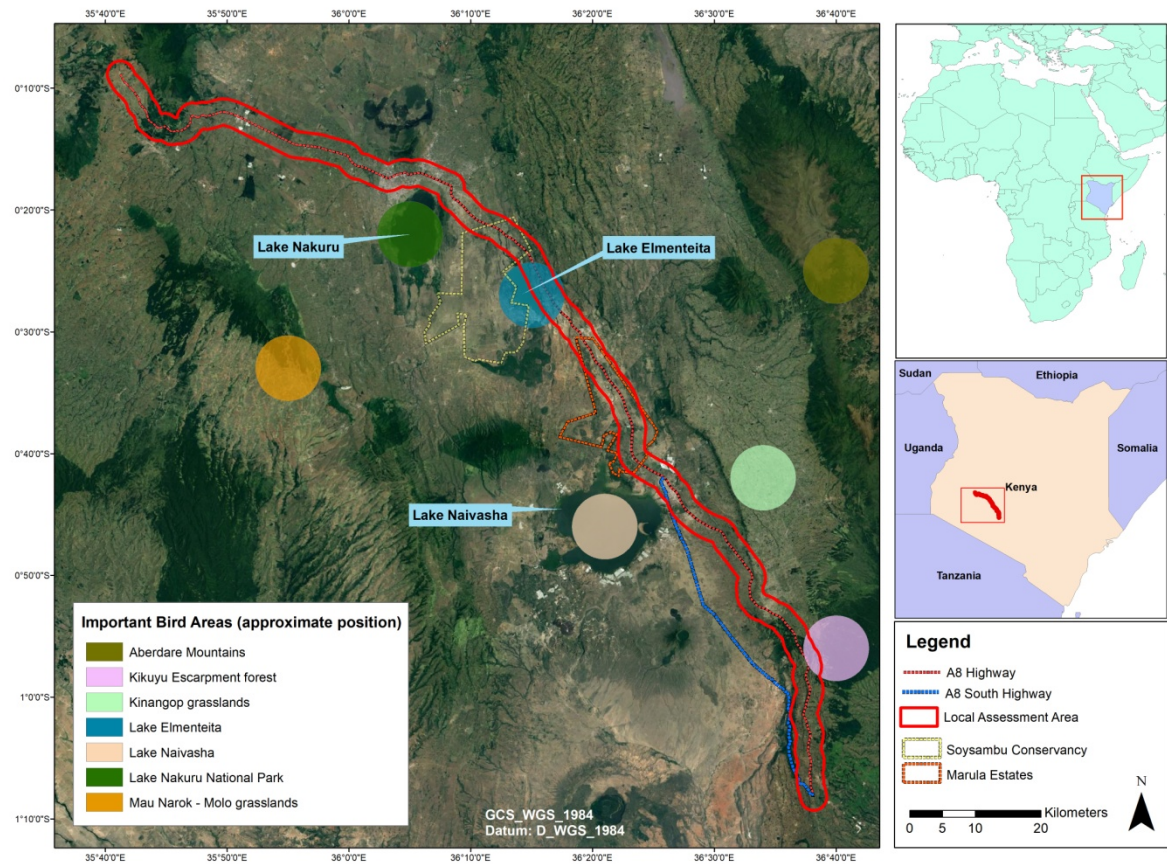 35°40'0"E
35°50'0"E
36°0'0"E
36°10'0"E
36°20'0"E
36°30'0"E
36°40'0"E
0°10'0"S
0°20'0"S
0°30'0"S
0°40'0"S
0°50'0"S
1°0'0"S
1°10'0"S
Lake Nakuru
Lake Elmenteita
Lake Naivasha
Important Bird Areas (approximate position)
Aberdare Mountains
Kikuyu Escarpment forest
Kinangop grasslands
Lake Elmenteita
Lake Naivasha
Lake Nakuru National Park
Mau Narok - Molo grasslands
GCS_WGS_1984
Datum: D_WGS_1984
35°40'0"E
35°50'0"E
36°0'0"E
36°10'0"E
36°20'0"E
36°30'0"E
36°40'0"E
Sudan
Ethiopia
Uganda
Somalia
Kenya
Tanzania
Legend
A8 Highway
A8 South Highway
Local Assessment Area
Soysambu Conservancy
Marula Estates
N
Kilometers
0 5 10 20